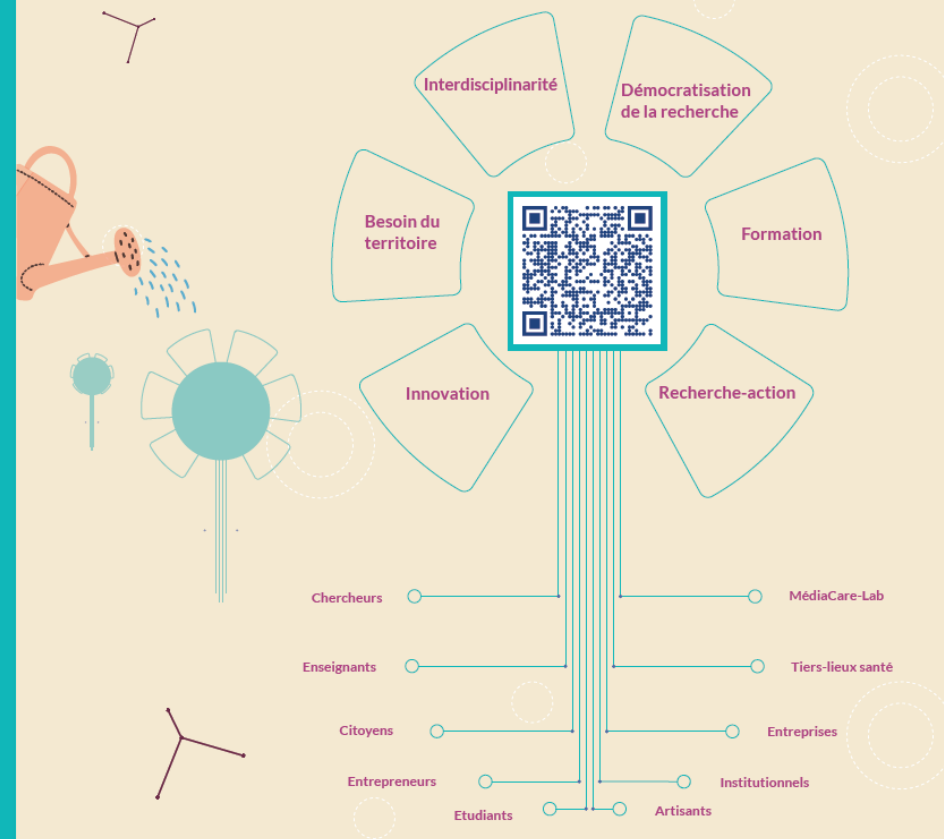 Interdisciplinarité
Démocratisation
de la recherche
Besoin du
territoire
Formation
Innovation
Recherche-action
Chercheurs
MédiaCare-Lab
Enseignants
Tiers-lieux santé
Citoyens
Entreprises
Entrepreneurs
Institutionnels
Etudiants
Artisants